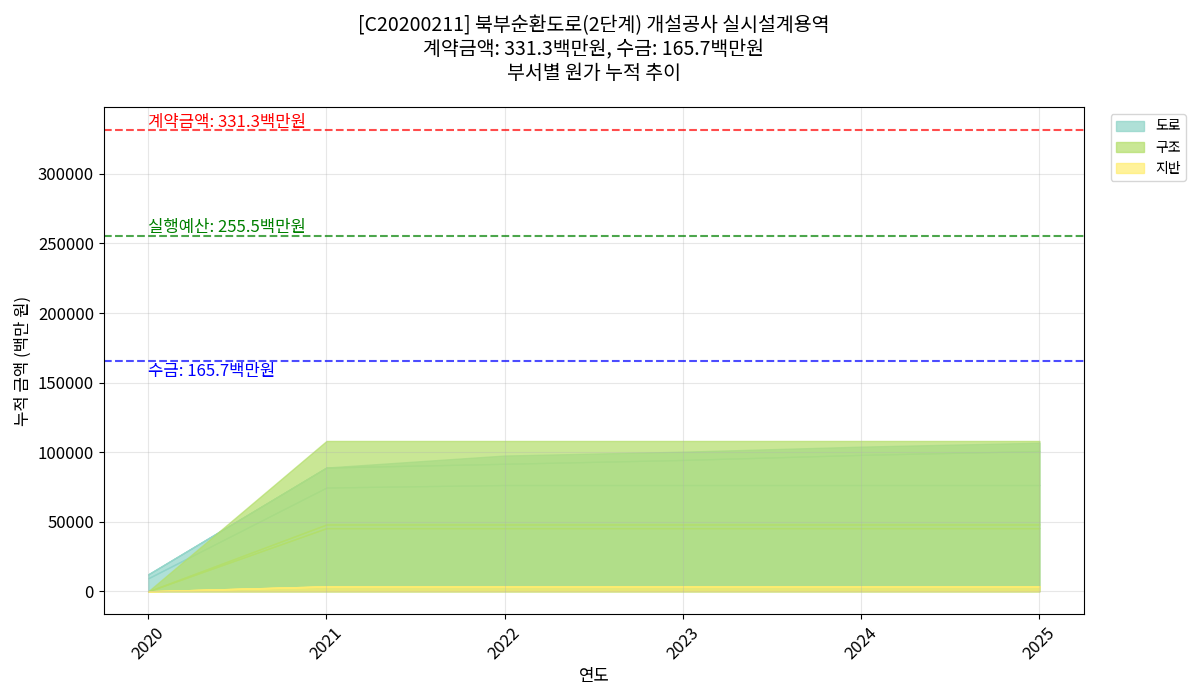 [C20200211] 북부순환도로(2단계) 개설공사 실시설계용역
계약금액: 331.3백만원, 수금: 165.7백만원
부서별 원가 누적 추이
계약금액: 331.3백만원
실행예산: 255.5백만원
수금: 165.7백만원
도로
구조
지반
누적 금액 (백만 원)
300000
250000
200000
150000
100000
50000
0
2020
2021
2022
2023
2024
2025
연도